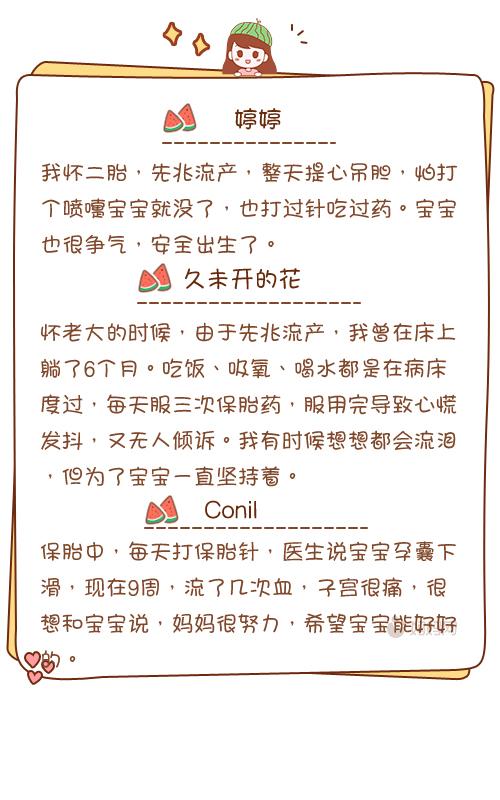 婷婷
我怀二胎，先兆流产，整天提心吊胆，怕打
个喷嚏宝宝就没了，也打过针吃过药。宝宝
也很争气，安全出生了。
久未开的花
怀老大的时候，由于先兆流产，我曾在床上
躺了6个月。吃饭、吸氧、喝水都是在病床
度过，每天服三次保胎药，服用完导致心慌
发抖，又无人倾诉。我有时候想想都会流泪
，但为了宝宝一直坚持着。
Conil
保胎中，每天打保胎针，医生说宝宝孕囊下
滑，现在9周，流了几次血，子宫很痛，很
想和宝宝说，妈妈很努力，希望宝宝能好好
的。